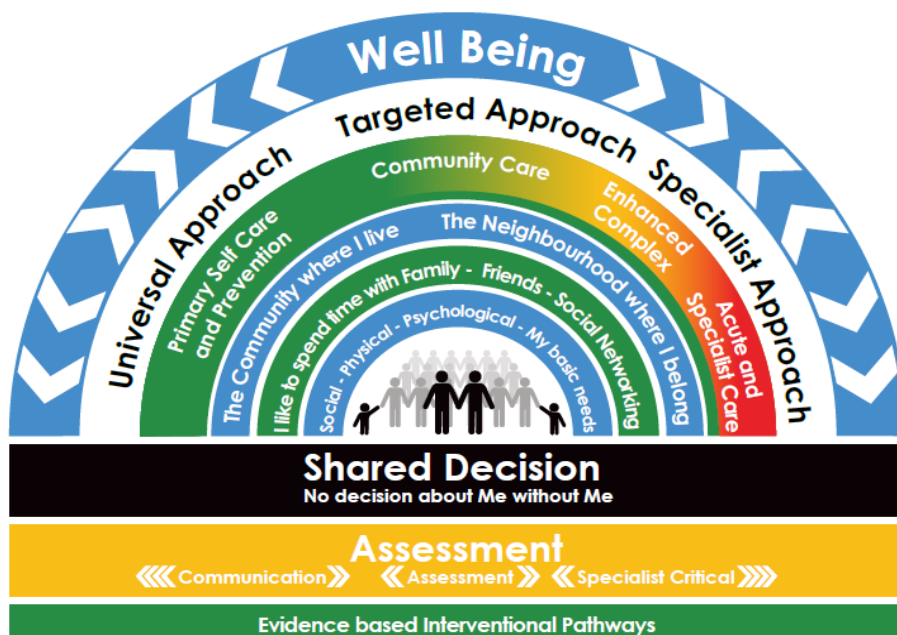 Well Being
Universal Approach
Targeted Approach
Specialist Approach
Primary Self Care
and Prevention
Community Care
Enhanced
Complex
Acute and
Specialist Care
The Community where I live
The Neighbourhood where I belong
I like to spend time with Family - Friends - Social Networking
Social - Physical - Psychological - My basic needs
Shared Decision
No decision about Me without Me
Assessment
Communication
Assessment
Specialist Critical
Evidence based Interventional Pathways